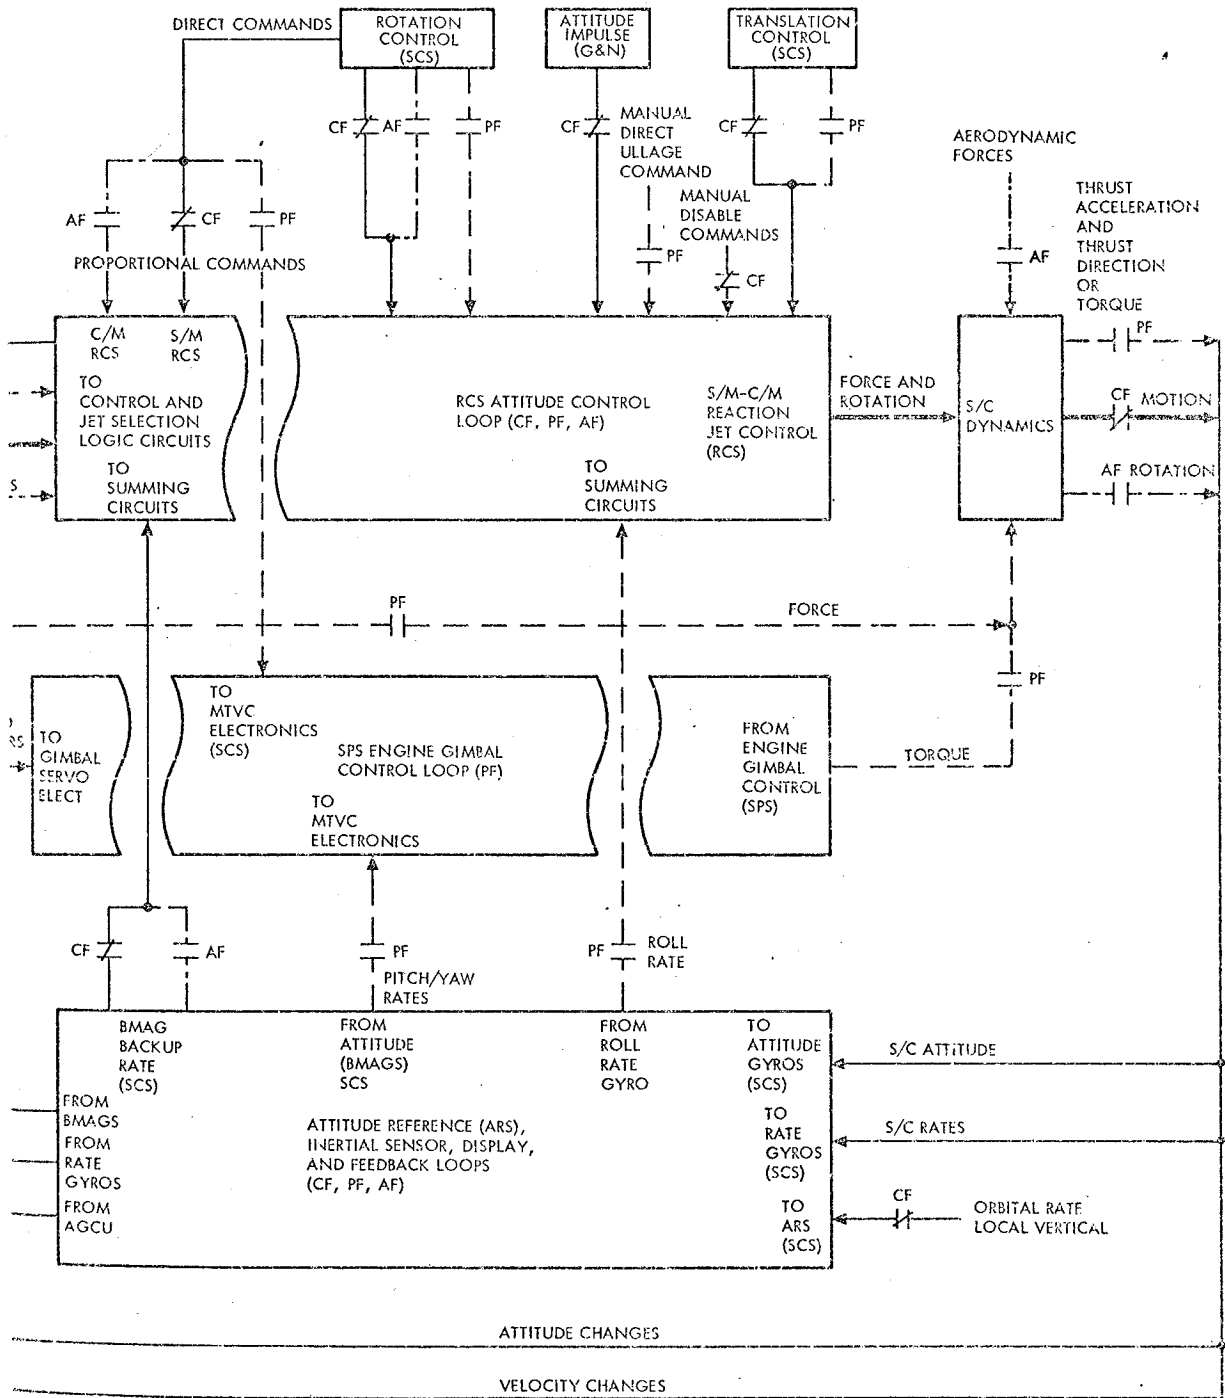 DIRECT COMMANDS
ROTATION
CONTROL
(SCS)
ATTITUDE
IMPULSE
(G&N)
TRANSLATION
CONTROL
(SCS)
CF
AF
PF
CF
MANUAL
DIRECT
ULLAGE
COMMAND
CF
PF
AERODYNAMIC
FORCES
MANUAL
DISABLE
COMMANDS
THRUST
ACCELERATION
AND
THRUST
DIRECTION
OR
TORQUE
AF
CF
PF
PF
CF
AF
PROPORTIONAL COMMANDS
C/M
RCS
S/M
RCS
TO
CONTROL AND
JET SELECTION
LOGIC CIRCUITS
TO
SUMMING
CIRCUITS
S
RCS ATTITUDE CONTROL
LOOP (CF, PF, AF)
S/M-C/M
REACTION
JET CONTROL
(RCS)
TO
SUMMING
CIRCUITS
FORCE AND
ROTATION
S/C
DYNAMICS
PF
CF MOTION
AF ROTATION
PF
FORCE
PF
RS
TO
GIMBAL
SERVO
ELECT
TO
MTVC
ELECTRONICS
(SCS)
SPS ENGINE GIMBAL
CONTROL LOOP (PF)
TO
MTVC
ELECTRONICS
FROM
ENGINE
GIMBAL
CONTROL
(SPS)
TORQUE
CF
AF
PF
PITCH/YAW
RATES
PF
ROLL
RATE
BMAG
BACKUP
RATE
(SCS)
FROM
ATTITUDE
(BMAGS)
SCS
FROM
ROLL
RATE
GYRO
TO
ATTITUDE
GYROS
(SCS)
S/C ATTITUDE
FROM
BMAGS
FROM
RATE
GYROS
FROM
AGCU
ATTITUDE REFERENCE (ARS),
INERTIAL SENSOR, DISPLAY,
AND FEEDBACK LOOPS
(CF, PF, AF)
TO
RATE
GYROS
(SCS)
S/C RATES
TO
ARS
(SCS)
CF
ORBITAL RATE
LOCAL VERTICAL
ATTITUDE CHANGES
VELOCITY CHANGES